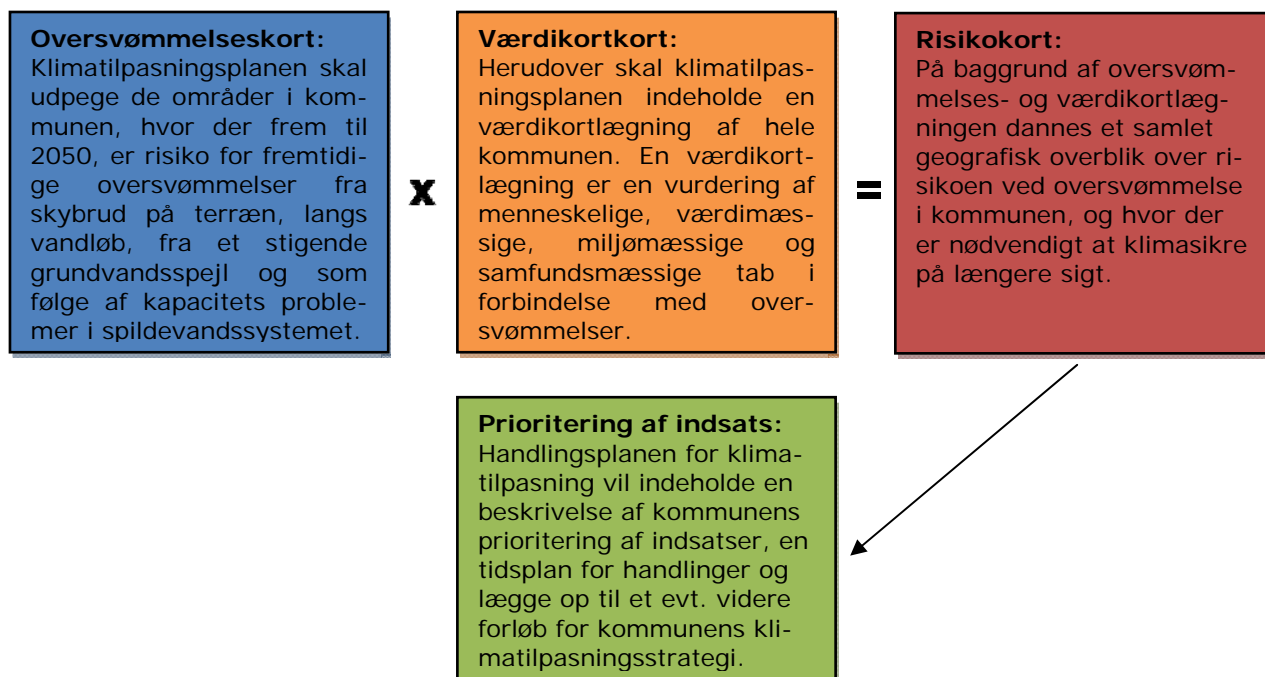 Oversvømmelseskort:
Klimatilpasningsplanen skal
udpege de områder i kom-
munen, hvor der frem til
2050, er risiko for fremtidi-
ge oversvømmelser fra
skybrud på terræn, langs
vandløb, fra et stigende
grundvandsspejl og som
følge af kapacitets proble-
mer i spildevandssystemet.
x
Værdikortkort:
Herudover skal klimatilpas-
ningsplanen indeholde en
værdikortlægning af hele
kommunen. En værdikort-
lægning er en vurdering af
menneskelige, værdimæs-
sige, miljømæssige og
samfundsmæssige tab i
forbindelse med over-
svømmelser.
=
Risikokort:
På baggrund af oversvøm-
melses- og værdikortlæg-
ningen dannes et samlet
geografisk overblik over ri-
sikoen ved oversvømmelse
i kommunen, og hvor der
er nødvendigt at klimasikre
på længere sigt.
Prioritering af indsats:
Handlingsplanen for klima-
tilpasning vil indeholde en
beskrivelse af kommunens
prioritering af indsatser, en
tidsplan for handlinger og
lægge op til et evt. videre
forløb for kommunens kli-
matilpasningsstrategi.